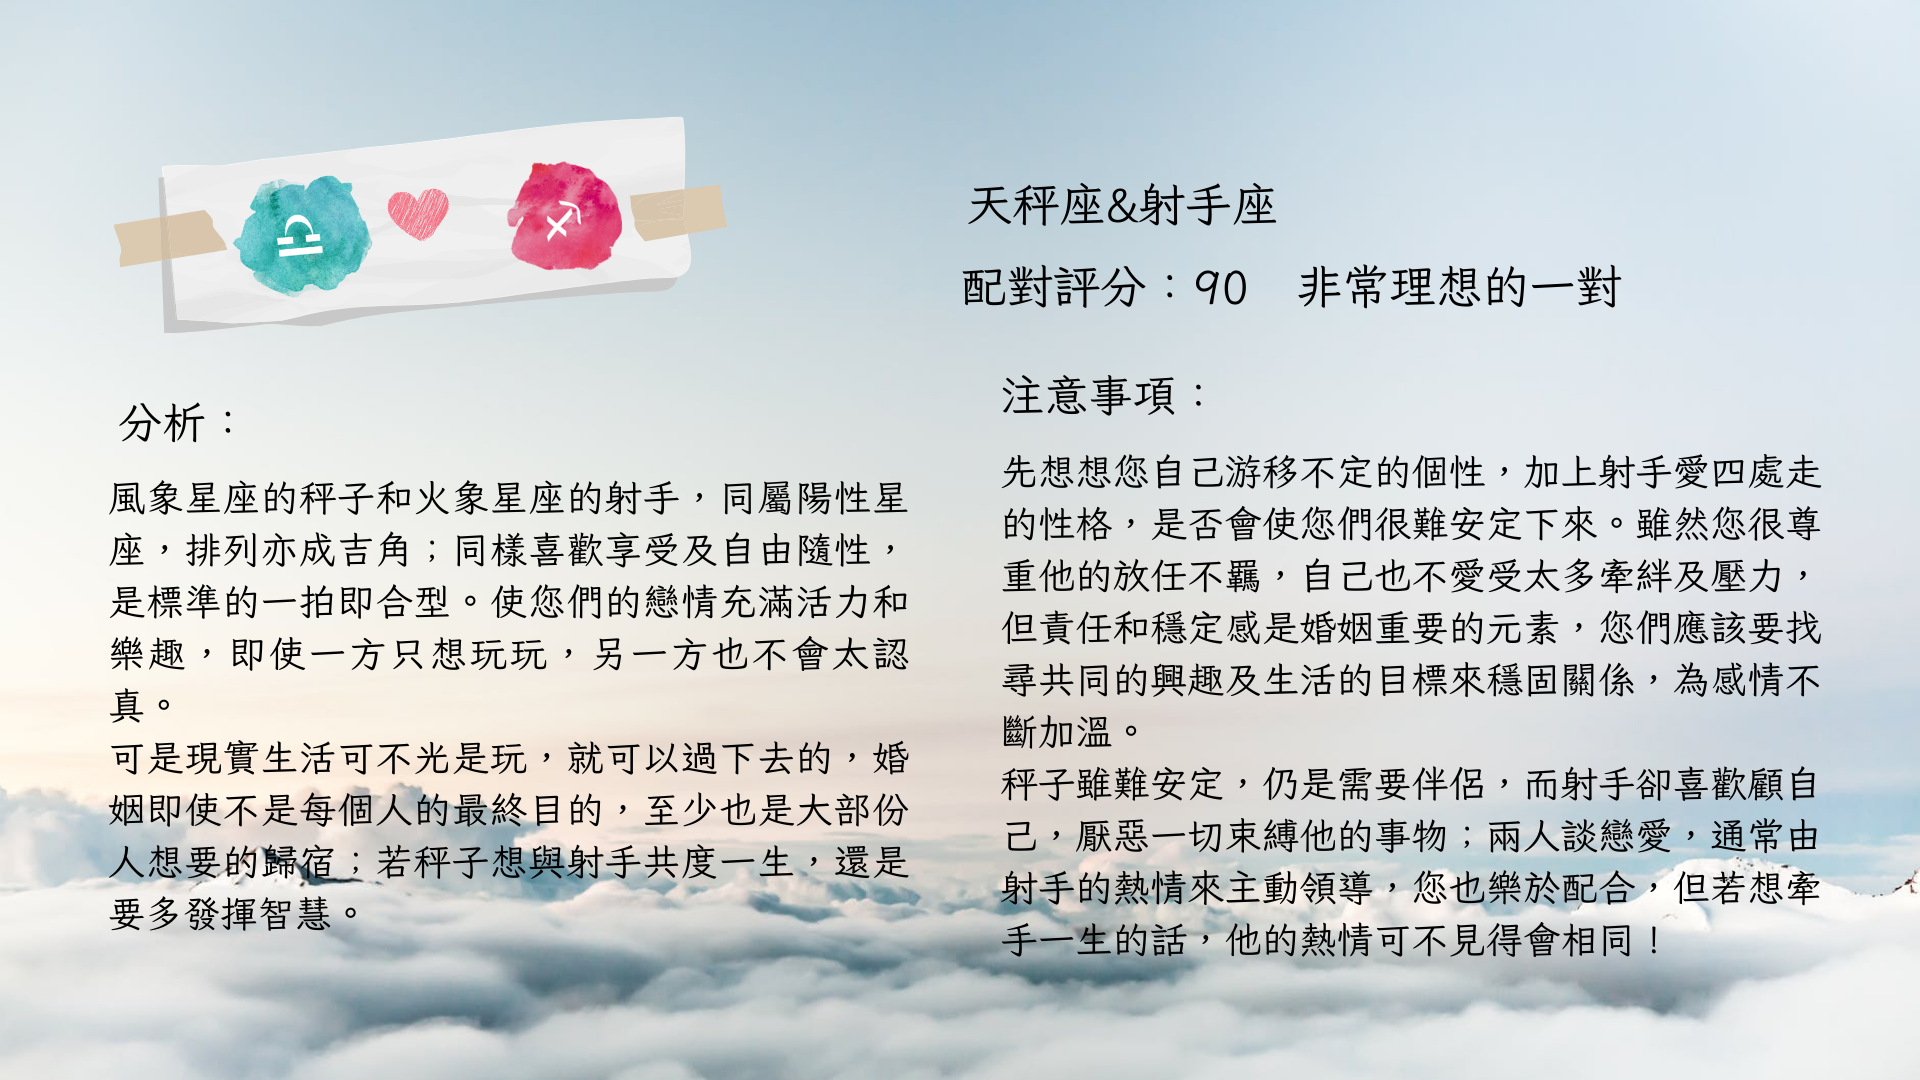 天秤座&射手座
配對評分：90　非常理想的一對
分析：
風象星座的秤子和火象星座的射手，同屬陽性星
座，排列亦成吉角；同樣喜歡享受及自由隨性，
是標準的一拍即合型。使您們的戀情充滿活力和
樂趣，即使一方只想玩玩，另一方也不會太認
真。
可是現實生活可不光是玩，就可以過下去的，婚
姻即使不是每個人的最終目的，至少也是大部份
人想要的歸宿；若秤子想與射手共度一生，還是
要多發揮智慧。
注意事項：
先想想您自己游移不定的個性，加上射手愛四處走
的性格，是否會使您們很難安定下來。雖然您很尊
重他的放任不羈，自己也不愛受太多牽絆及壓力，
但責任和穩定感是婚姻重要的元素，您們應該要找
尋共同的興趣及生活的目標來穩固關係，為感情不
斷加溫。
秤子雖難安定，仍是需要伴侶，而射手卻喜歡顧自
己，厭惡一切束縛他的事物；兩人談戀愛，通常由
射手的熱情來主動領導，您也樂於配合，但若想牽
手一生的話，他的熱情可不見得會相同！